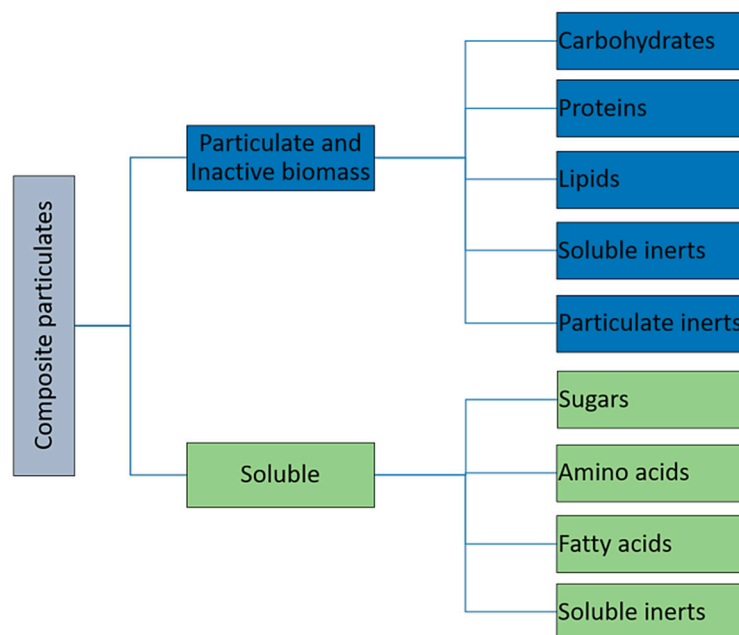 Composite particulates
Particulate and
Inactive biomass
Carbohydrates
Proteins
Lipids
Soluble inerts
Particulate inerts
Soluble
Sugars
Amino acids
Fatty acids
Soluble inerts